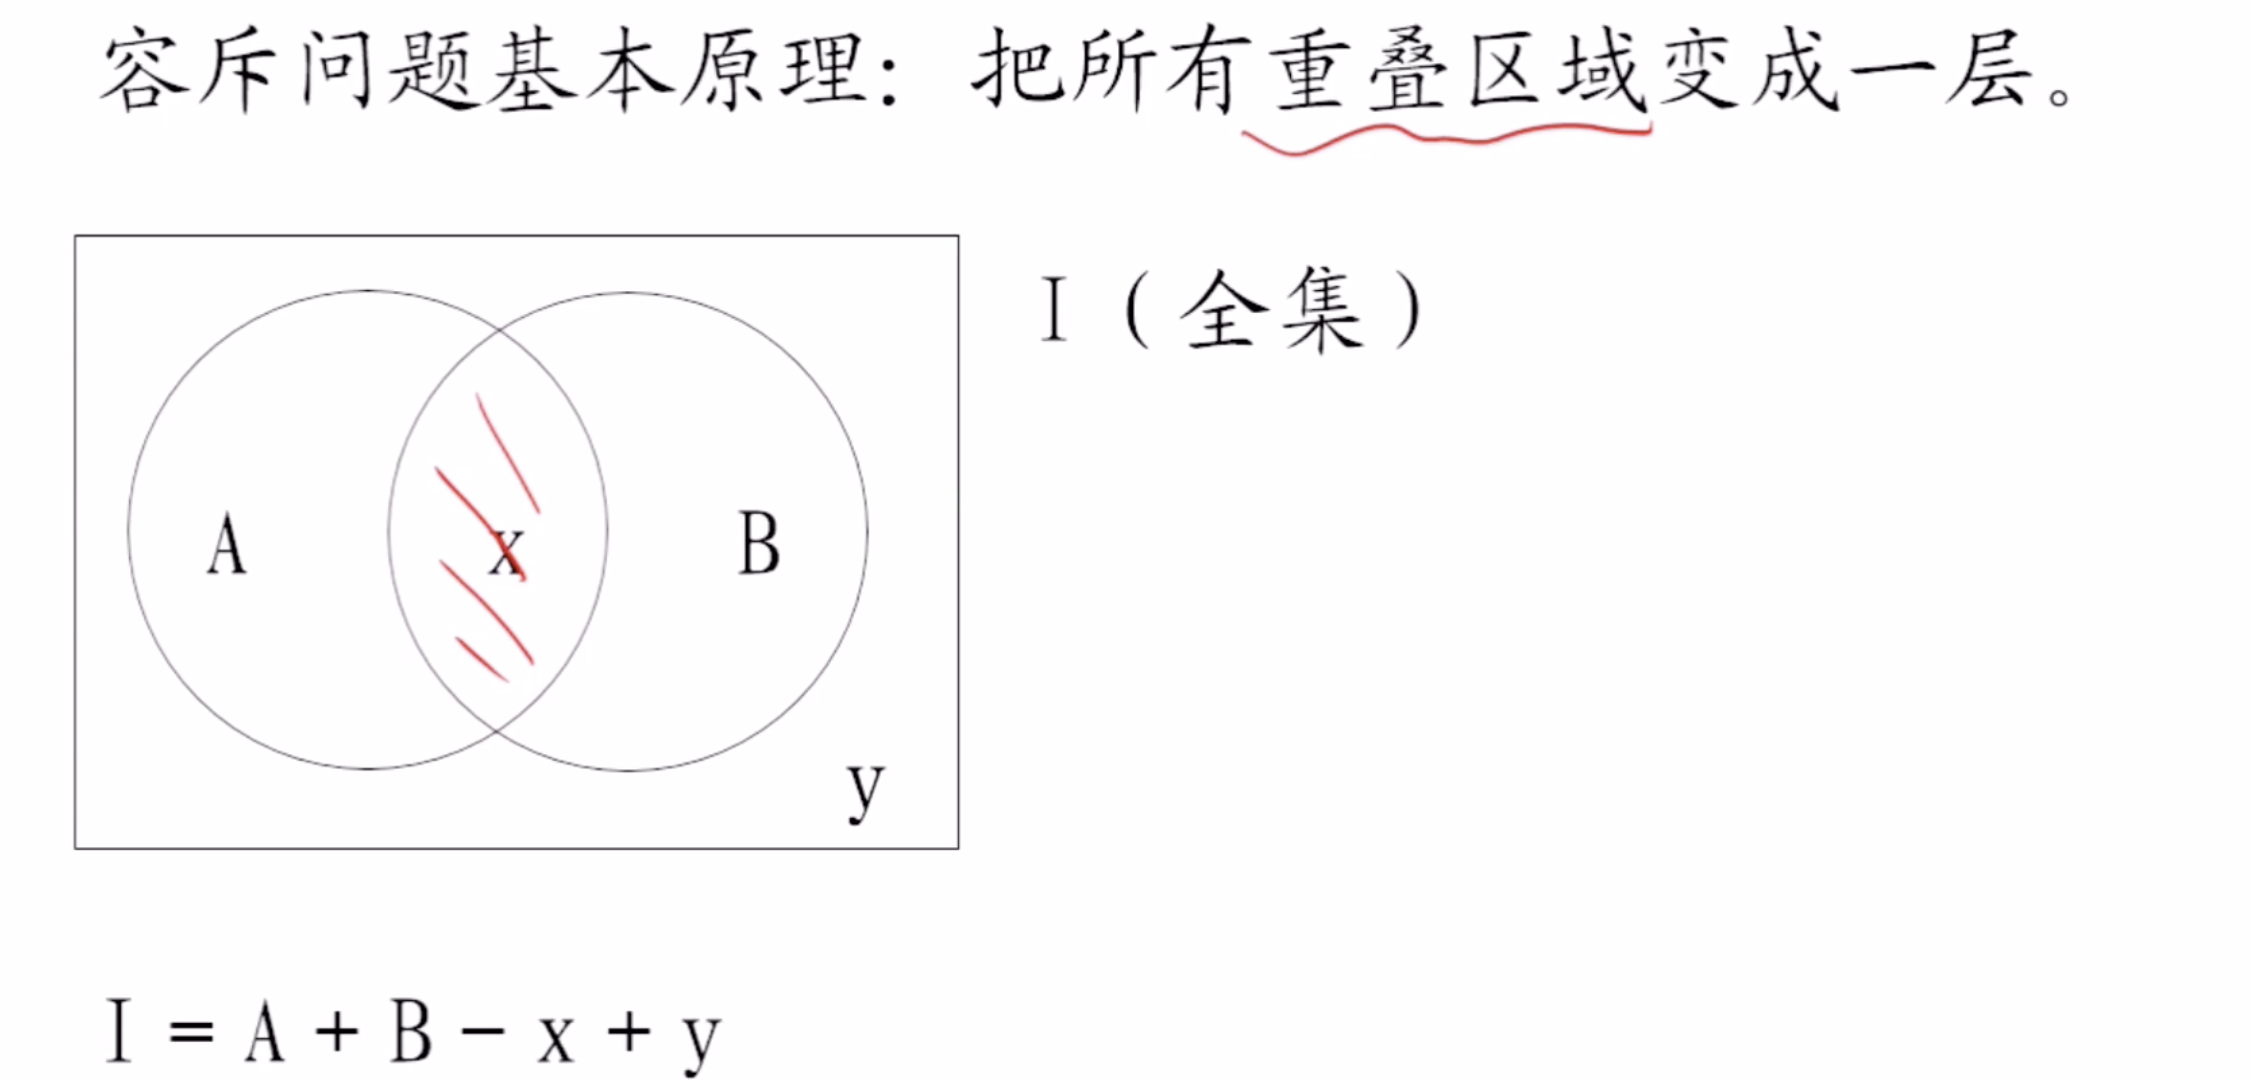 容斥问题基本原理：把所有重叠区域变成一层。
I（全集）
A x B
y
I = A + B - x + y